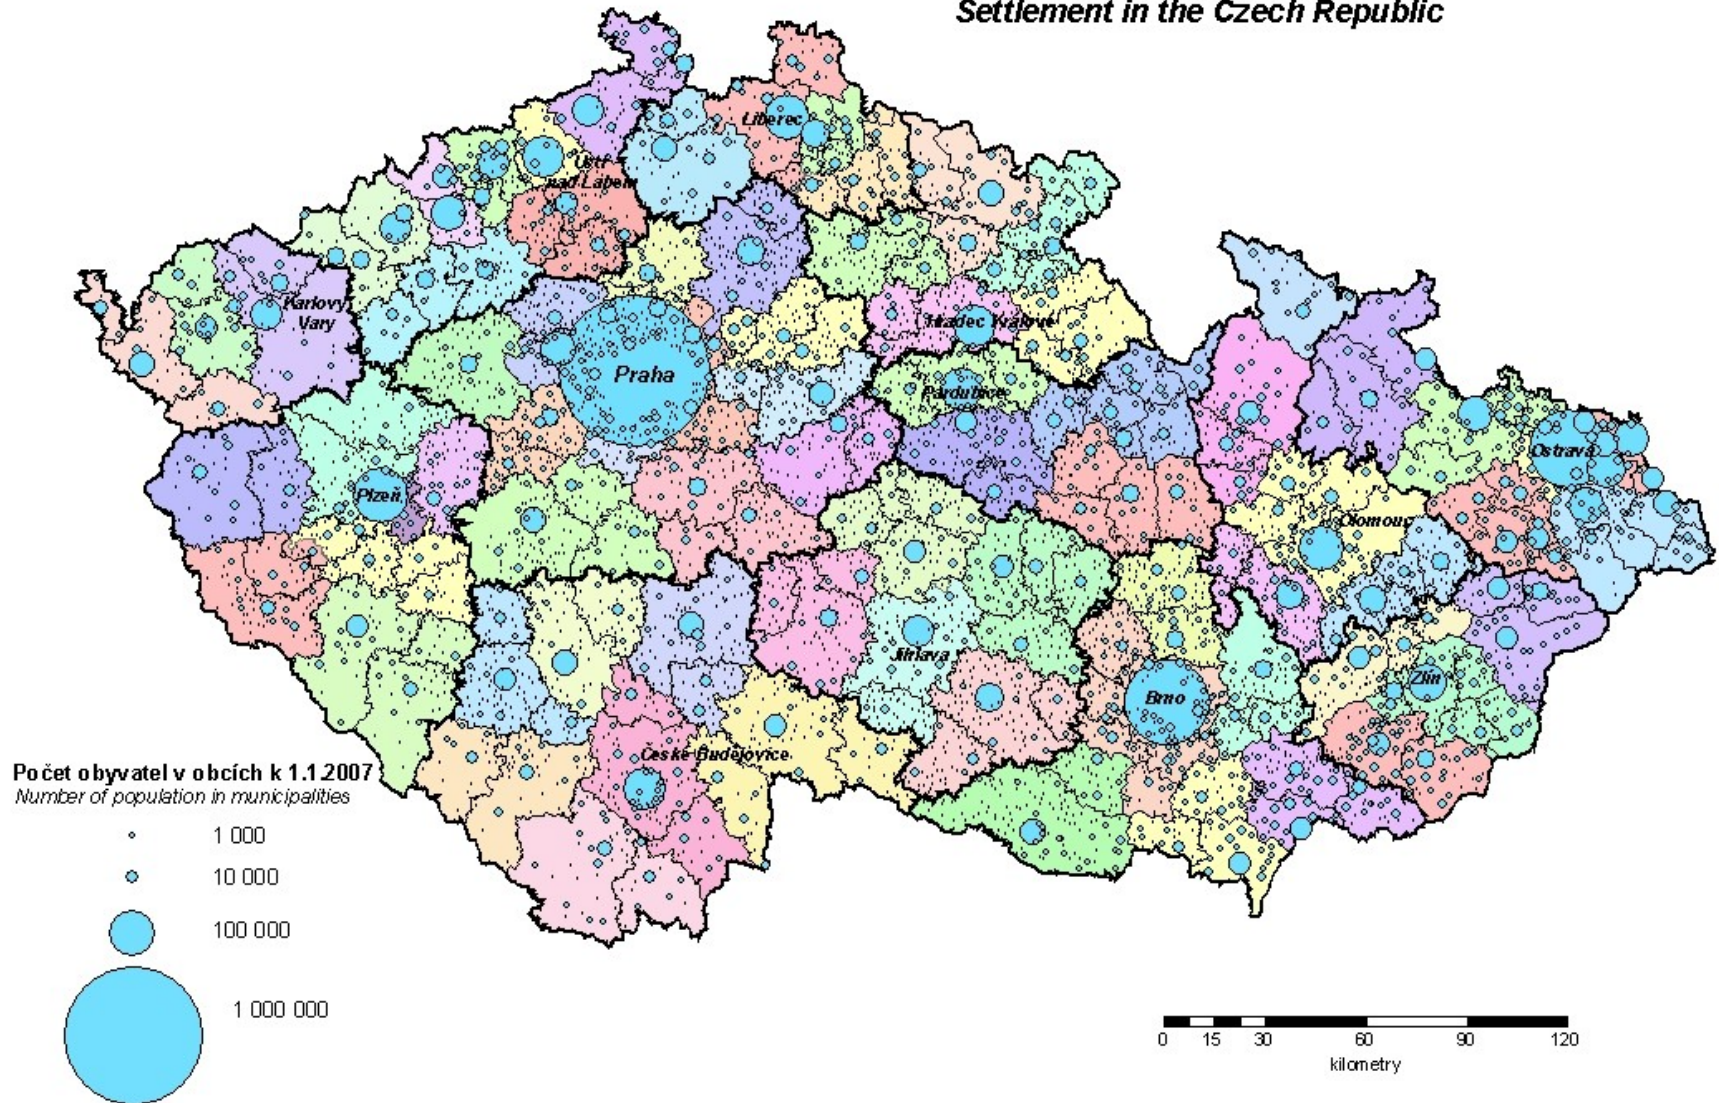 Settlement in the Czech Republic
Liberec
Ústí
nad Labem
Karlovy
Vary
Hradec Králové
Praha
Pardubice
Ostrava
Plzeň
Olomouc
Jihlava
Zlín
Brno
České Budějovice
Počet obyvatel v obcích k 1.1.2007
Number of population in municipalities
1 000
10 000
100 000
1 000 000
0 15 30 60 90 120
kilometry